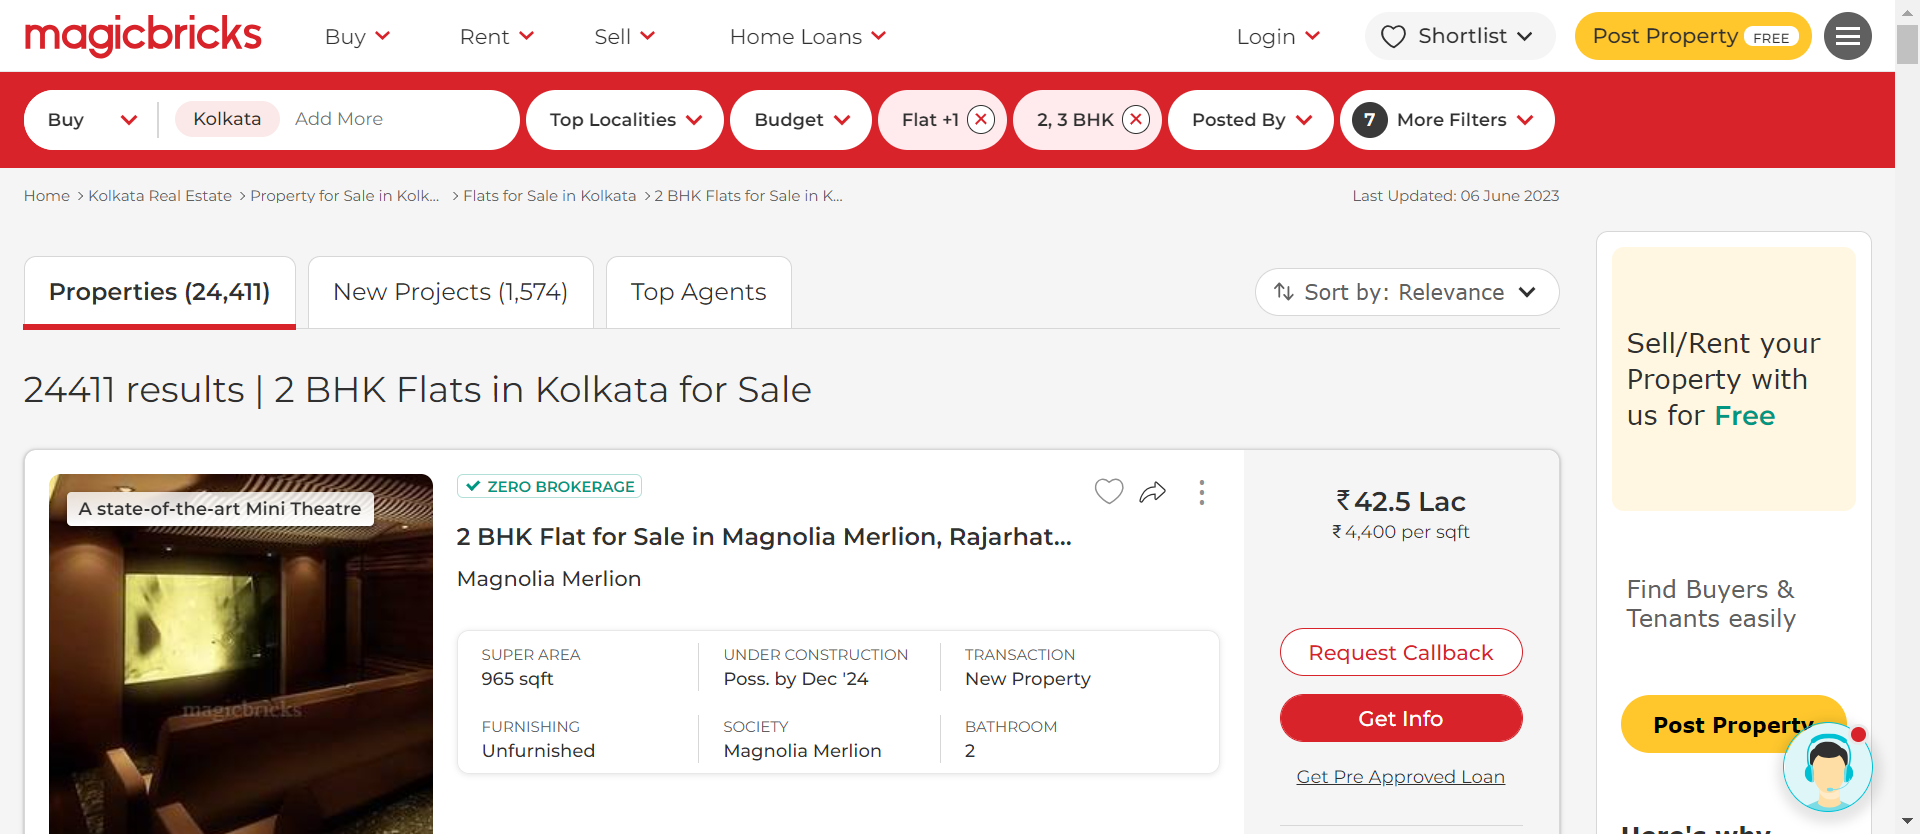 magicbricks
Buy
Rent
Sell
Home Loans
Login
Shortlist
Post Property FREE
Buy
Kolkata
Add More
Top Localities
Budget
Flat +1
2, 3 BHK
Posted By
7 More Filters
Home > Kolkata Real Estate > Property for Sale in Kolk... > Flats for Sale in Kolkata > 2 BHK Flats for Sale in K...
Last Updated: 06 June 2023
Properties (24,411)
New Projects (1,574)
Top Agents
Sort by: Relevance
24411 results | 2 BHK Flats in Kolkata for Sale
A state-of-the-art Mini Theatre
magicbricks
ZERO BROKERAGE
2 BHK Flat for Sale in Magnolia Merlion, Rajarhat...
Magnolia Merlion
SUPER AREA
965 sqft
UNDER CONSTRUCTION
Poss. by Dec '24
TRANSACTION
New Property
FURNISHING
Unfurnished
SOCIETY
Magnolia Merlion
BATHROOM
2
₹42.5 Lac
₹4,400 per sqft
Request Callback
Get Info
Get Pre Approved Loan
Sell/Rent your
Property with
us for Free
Find Buyers &
Tenants easily
Post Property
Here's why